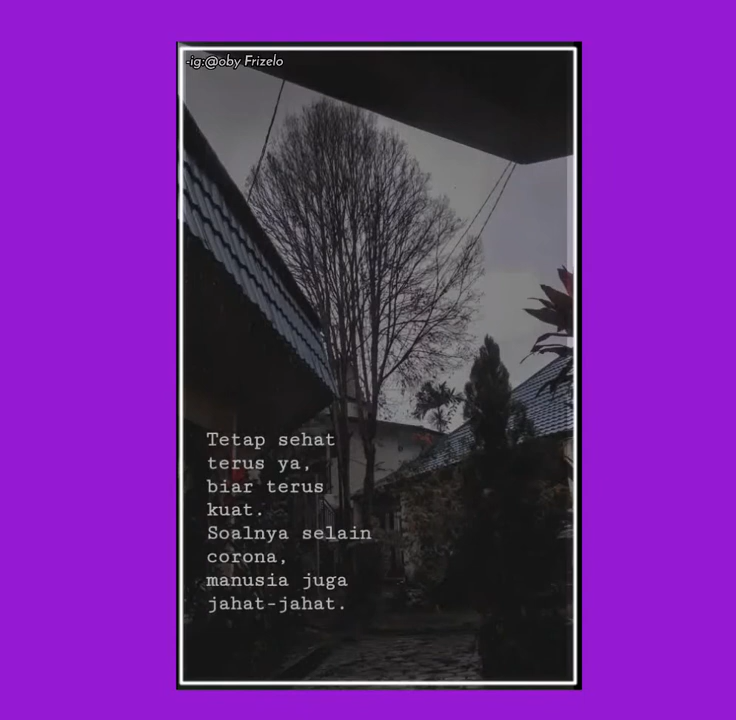 -ig:@oby Frizelo
Tetap sehat
terus ya,
biar terus
kuat.
Soalnya selain
corona,
manusia juga
jahat-jahat.